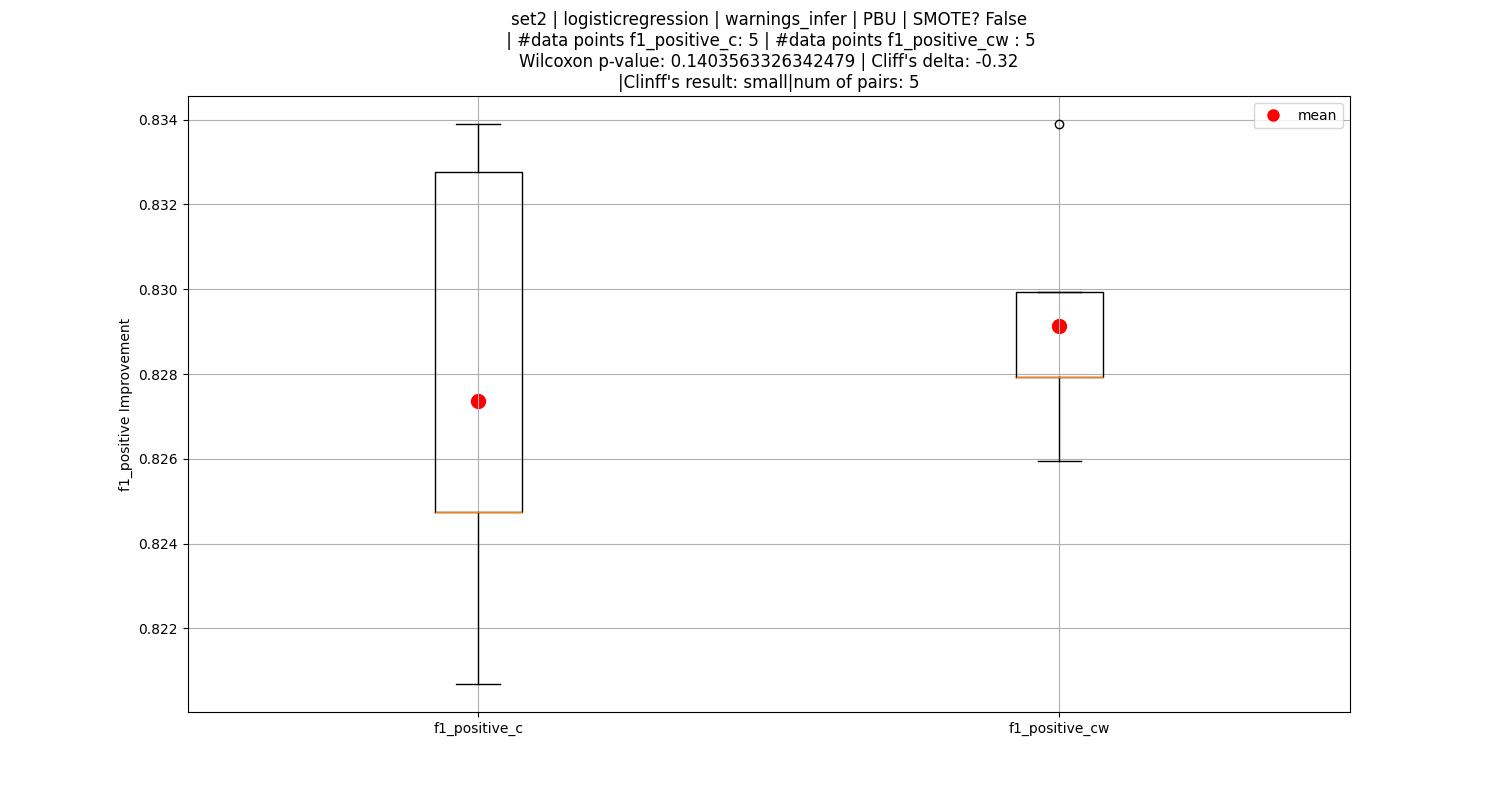 set2 | logisticregression | warnings_infer | PBU | SMOTE? False
| #data points f1_positive_c: 5 | #data points f1_positive_cw : 5
Wilcoxon p-value: 0.1403563326342479 | Cliff's delta: -0.32
|Clinff's result: small|num of pairs: 5
mean
0.834
0.832
0.830
0.828
0.826
0.824
0.822
f1_positive Improvement
f1_positive_c
f1_positive_cw